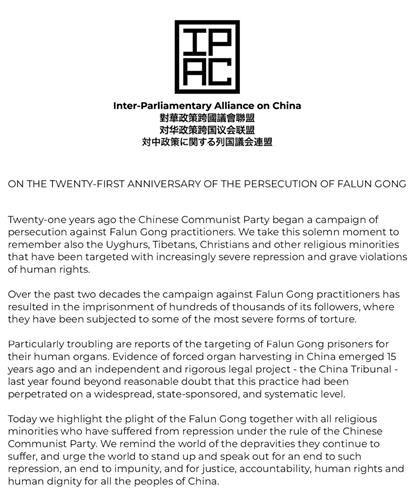 IP
AC
Inter-Parliamentary Alliance on China
對華政策跨國議會聯盟
对华政策跨国议会联盟
対中政策に関する列国議会連盟
ON THE TWENTY-FIRST ANNIVERSARY OF THE PERSECUTION OF FALUN GONG
Twenty-one years ago the Chinese Communist Party began a campaign of
persecution against Falun Gong practitioners. We take this solemn moment to
remember also the Uyghurs, Tibetans, Christians and other religious minorities
that have been targeted with increasingly severe repression and grave violations
of human rights.
Over the past two decades the campaign against Falun Gong practitioners has
resulted in the imprisonment of hundreds of thousands of its followers, where
they have been subjected to some of the most severe forms of torture.
Particularly troubling are reports of the targeting of Falun Gong prisoners for
their human organs. Evidence of forced organ harvesting in China emerged 15
years ago and an independent and rigorous legal project - the China Tribunal -
last year found beyond reasonable doubt that this practice had been
perpetrated on a widespread, state-sponsored, and systematic level.
Today we highlight the plight of the Falun Gong together with all religious
minorities who have suffered from repression under the rule of the Chinese
Communist Party. We remind the world of the depravities they continue to
suffer, and urge the world to stand up and speak out for an end to such
repression, an end to impunity, and for justice, accountability, human rights and
human dignity for all the peoples of China.